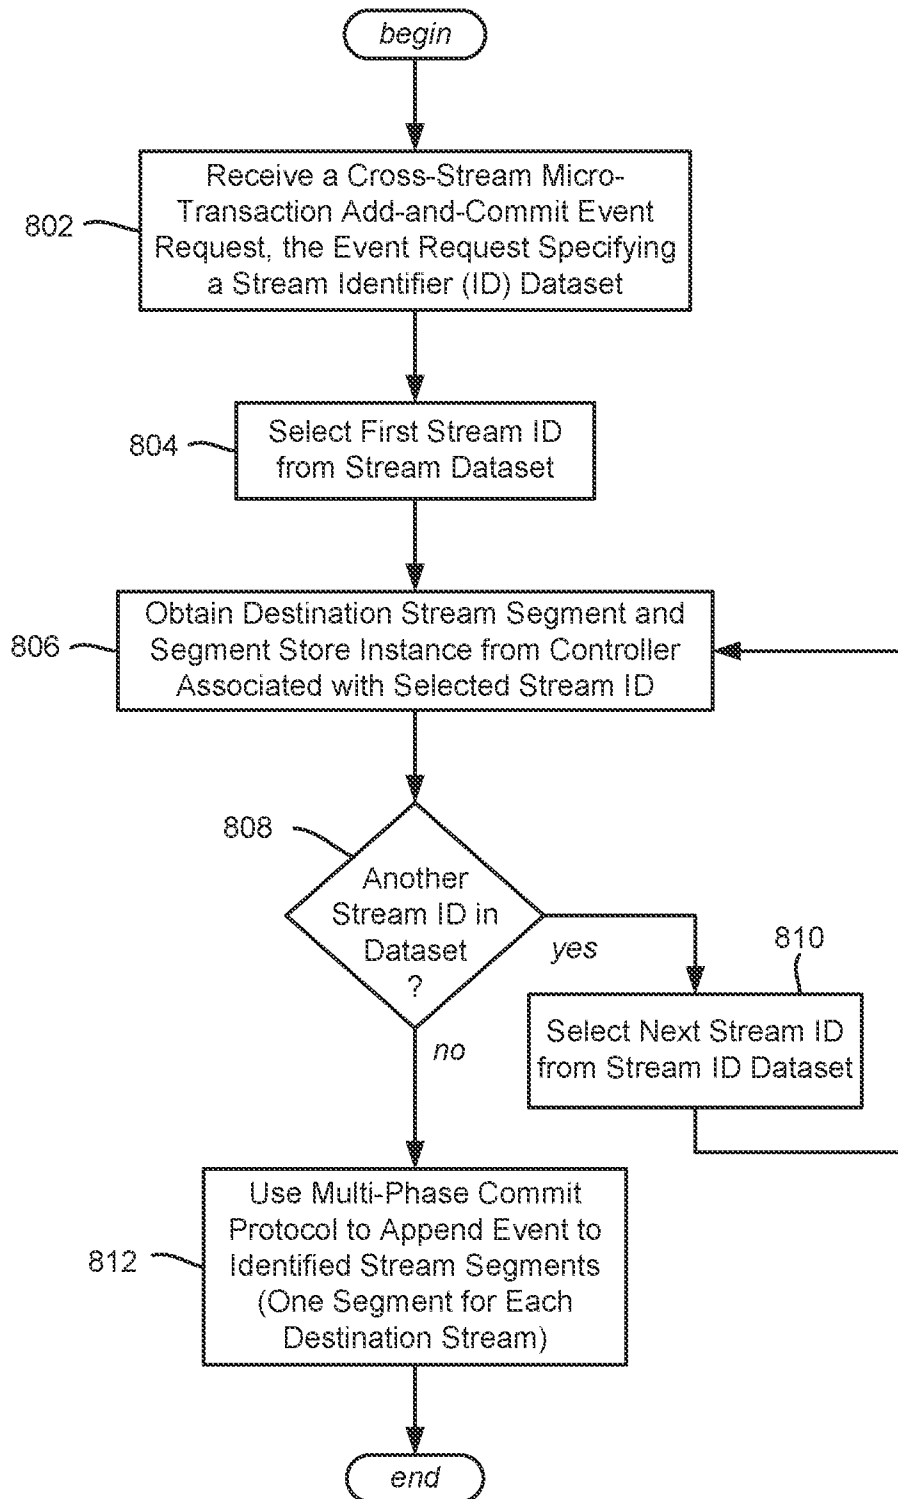 begin
Receive a Cross-Stream Micro-
Transaction Add-and-Commit Event
Request, the Event Request Specifying
a Stream Identifier (ID) Dataset
802
Select First Stream ID
from Stream Dataset
804
Obtain Destination Stream Segment and
Segment Store Instance from Controller
Associated with Selected Stream ID
806
808
Another
Stream ID in
Dataset
?
yes
810
Select Next Stream ID
from Stream ID Dataset
no
Use Multi-Phase Commit
Protocol to Append Event to
Identified Stream Segments
(One Segment for Each
Destination Stream)
812
end